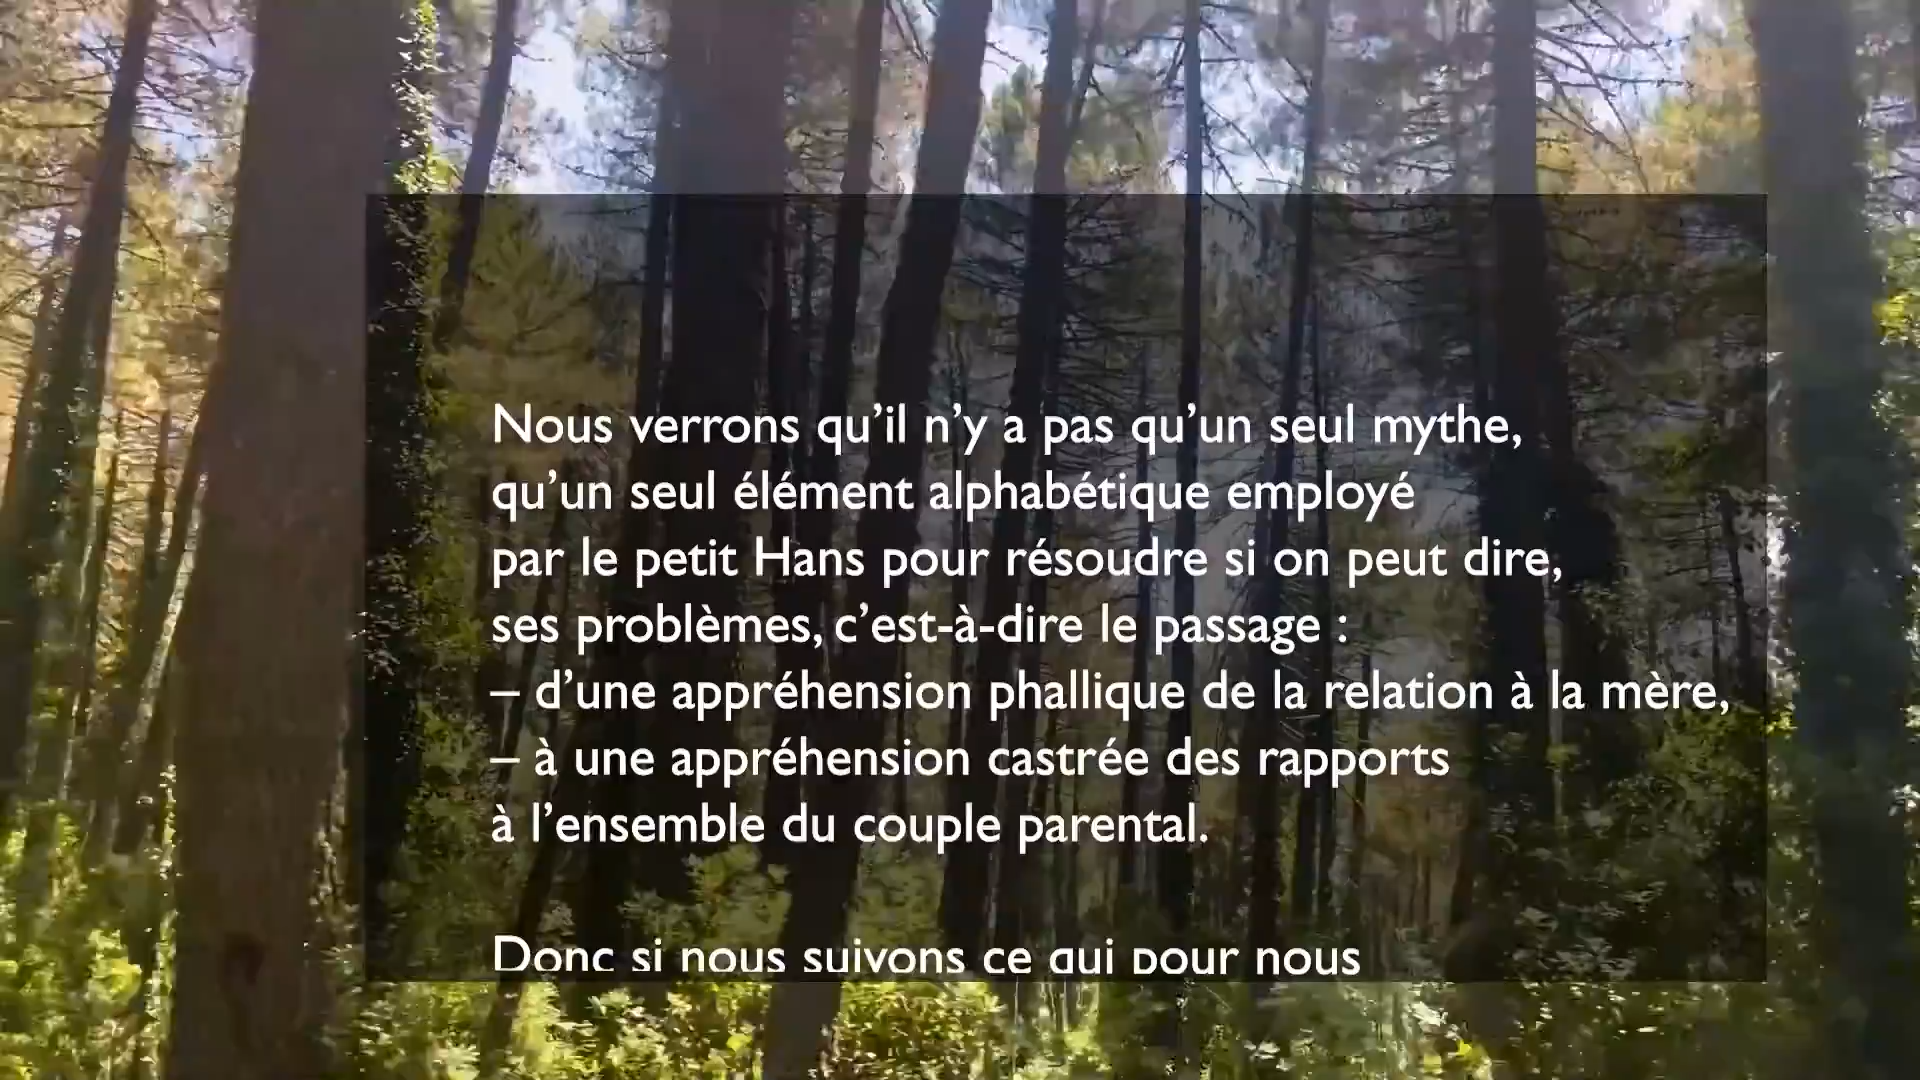 Nous verrons qu’il n’y a pas qu’un seul mythe,
qu’un seul élément alphabétique employé
par le petit Hans pour résoudre si on peut dire,
ses problèmes, c’est-à-dire le passage :
– d’une appréhension phallique de la relation à la mère,
– à une appréhension castrée des rapports
à l’ensemble du couple parental.
Donc si nous suivons ce qui pour nous